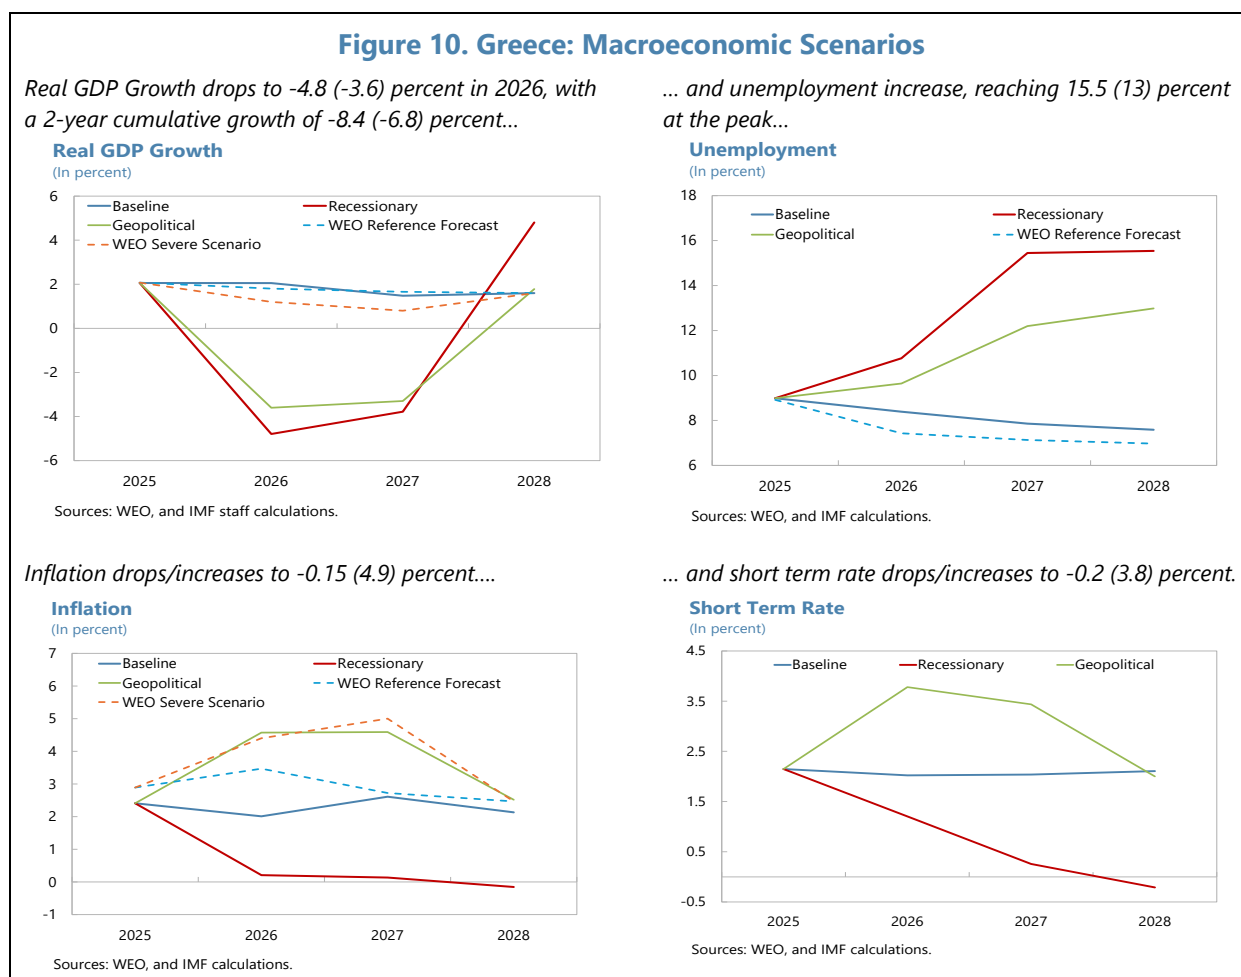 Figure 10. Greece: Macroeconomic Scenarios
Real GDP Growth drops to -4.8 (-3.6) percent in 2026, with
a 2-year cumulative growth of -8.4 (-6.8) percent...
Real GDP Growth
(In percent)
6
4
2
0
-2
-4
-6
Baseline
Recessionary
Geopolitical
WEO Reference Forecast
WEO Severe Scenario
2025
2026
2027
2028
Sources: WEO, and IMF staff calculations.
... and unemployment increase, reaching 15.5 (13) percent
at the peak...
Unemployment
(In percent)
18
16
14
12
10
8
6
Baseline
Recessionary
Geopolitical
WEO Reference Forecast
2025
2026
2027
2028
Sources: WEO, and IMF calculations.
Inflation drops/increases to -0.15 (4.9) percent....
Inflation
(In percent)
7
6
5
4
3
2
1
0
-1
Baseline
Recessionary
Geopolitical
WEO Reference Forecast
WEO Severe Scenario
2025
2026
2027
2028
Sources: WEO, and IMF calculations.
... and short term rate drops/increases to -0.2 (3.8) percent.
Short Term Rate
(In percent)
4.5
3.5
2.5
1.5
0.5
-0.5
Baseline
Recessionary
Geopolitical
2025
2026
2027
2028
Sources: WEO, and IMF calculations.